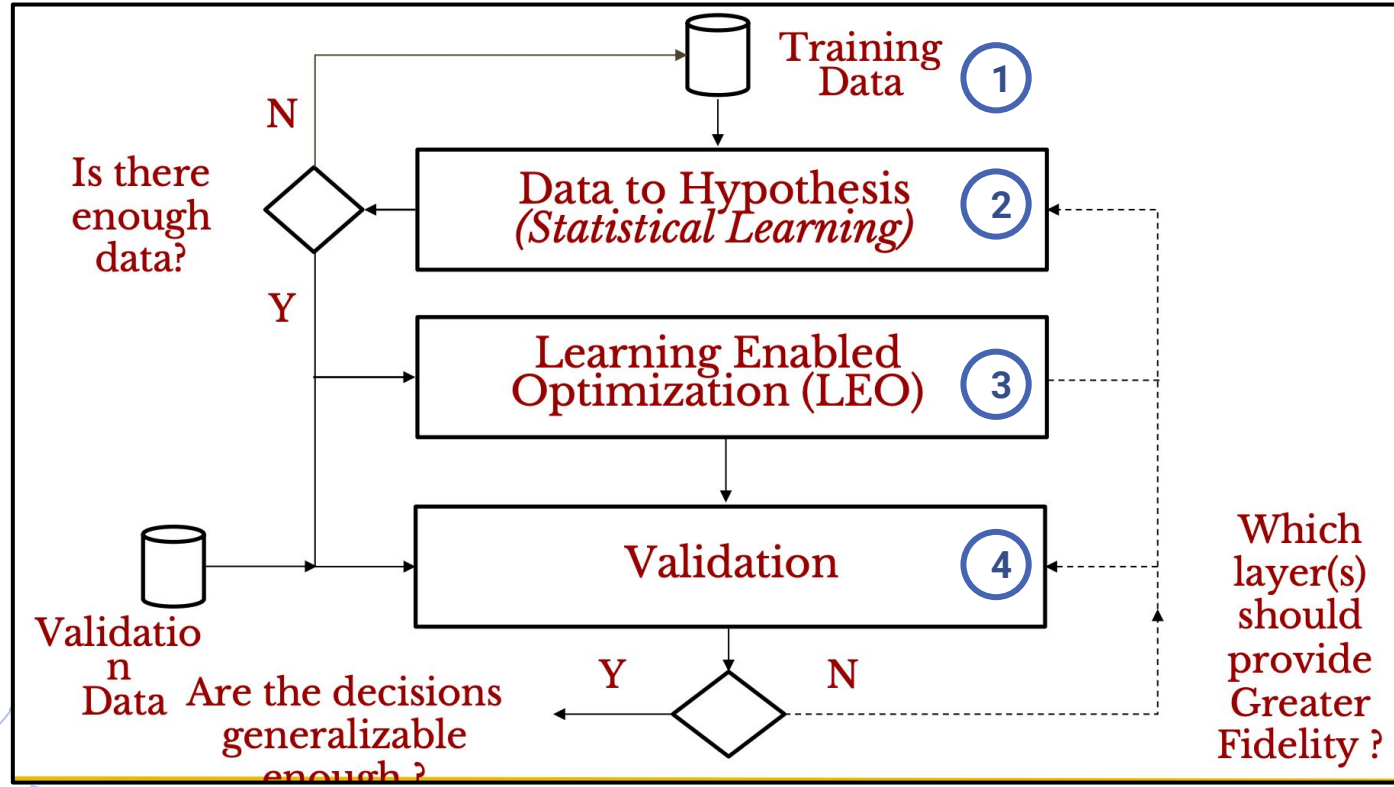 Training
Data
1
N
Is there
enough
data?
Data to Hypothesis
(Statistical Learning)
2
Y
Learning Enabled
Optimization (LEO)
3
Validation
4
Validatio
n
Data
Y
N
Are the decisions
generalizable
enough ?
Which
layer(s)
should
provide
Greater
Fidelity ?